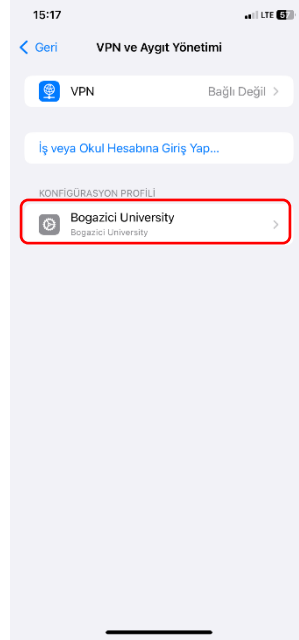 15:17
LTE 57
Geri
VPN ve Aygıt Yönetimi
VPN
Bağlı Değil
İş veya Okul Hesabına Giriş Yap...
KONFİGÜRASYON PROFİLİ
Bogazici University
Bogazici University